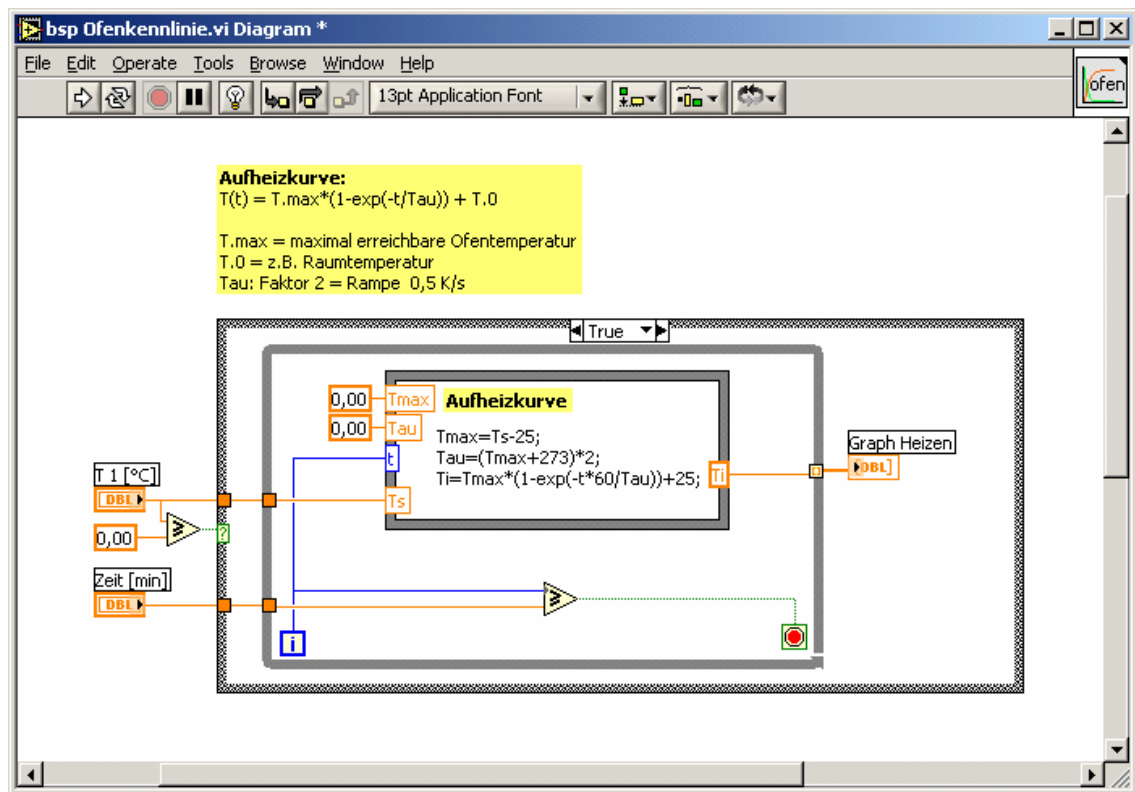 bsp Ofenkennlinie.vi Diagram *
File Edit Operate Tools Browse Window Help
13pt Application Font
ofen
Aufheizkurve:
T(t) = T.max*(1-exp(-t/Tau)) + T.0
T.max = maximal erreichbare Ofentemperatur
T.0 = z.B. Raumtemperatur
Tau: Faktor 2 = Rampe 0,5 K/s
True
0,00 Tmax Aufheizkurve
0,00 Tau
Tmax=Ts-25;
t
Tau=(Tmax+273)*2;
Ti=Tmax*(1-exp(-t*60/Tau))+25;
Ti
Graph Heizen
DBL
T 1 [°C]
DBL
Ts
0,00
≥
?
Zeit [min]
DBL
≥
i